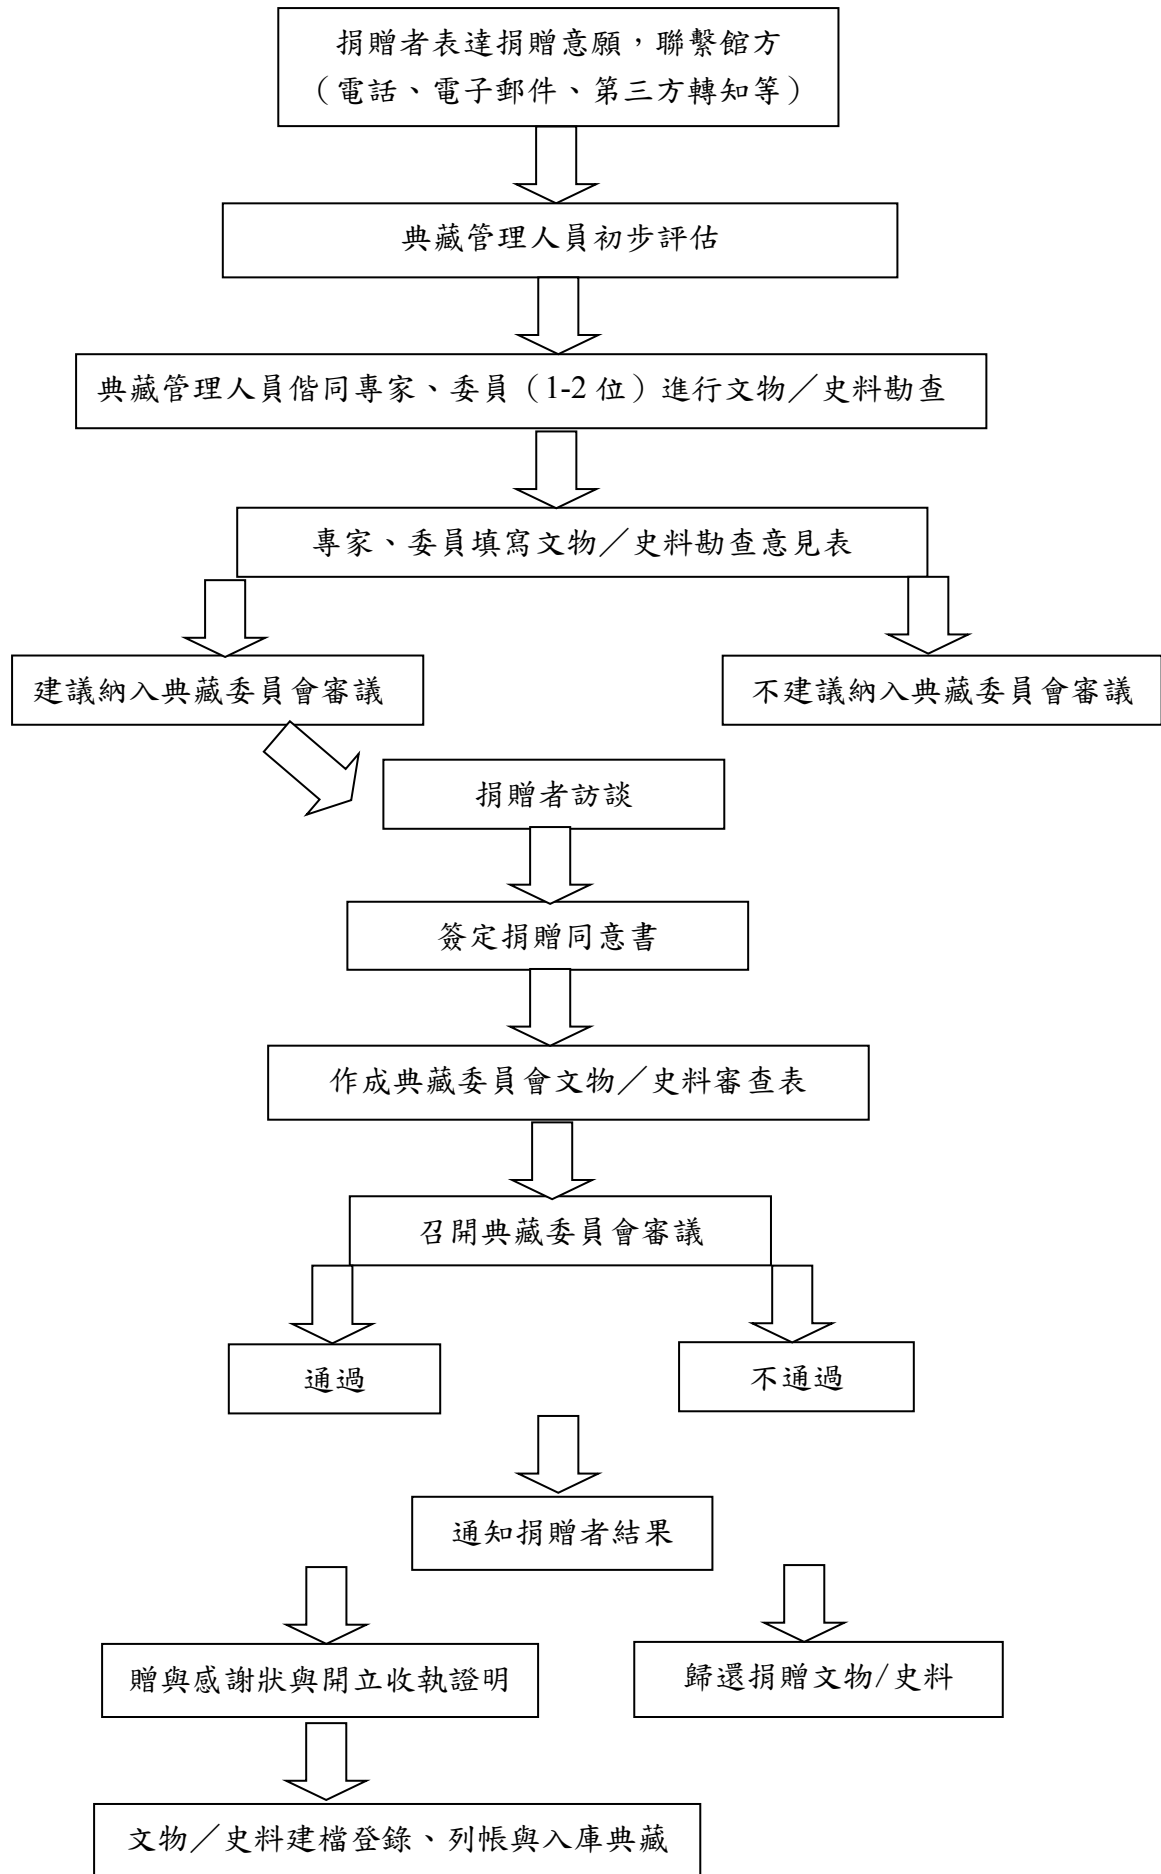 捐贈者表達捐贈意願，聯繫館方
（電話、電子郵件、第三方轉知等）
典藏管理人員初步評估
典藏管理人員偕同專家、委員（1-2 位）進行文物／史料勘查
專家、委員填寫文物／史料勘查意見表
建議納入典藏委員會審議
不建議納入典藏委員會審議
捐贈者訪談
簽定捐贈同意書
作成典藏委員會文物／史料審查表
召開典藏委員會審議
通過
不通過
通知捐贈者結果
贈與感謝狀與開立收執證明
歸還捐贈文物/史料
文物／史料建檔登錄、列帳與入庫典藏